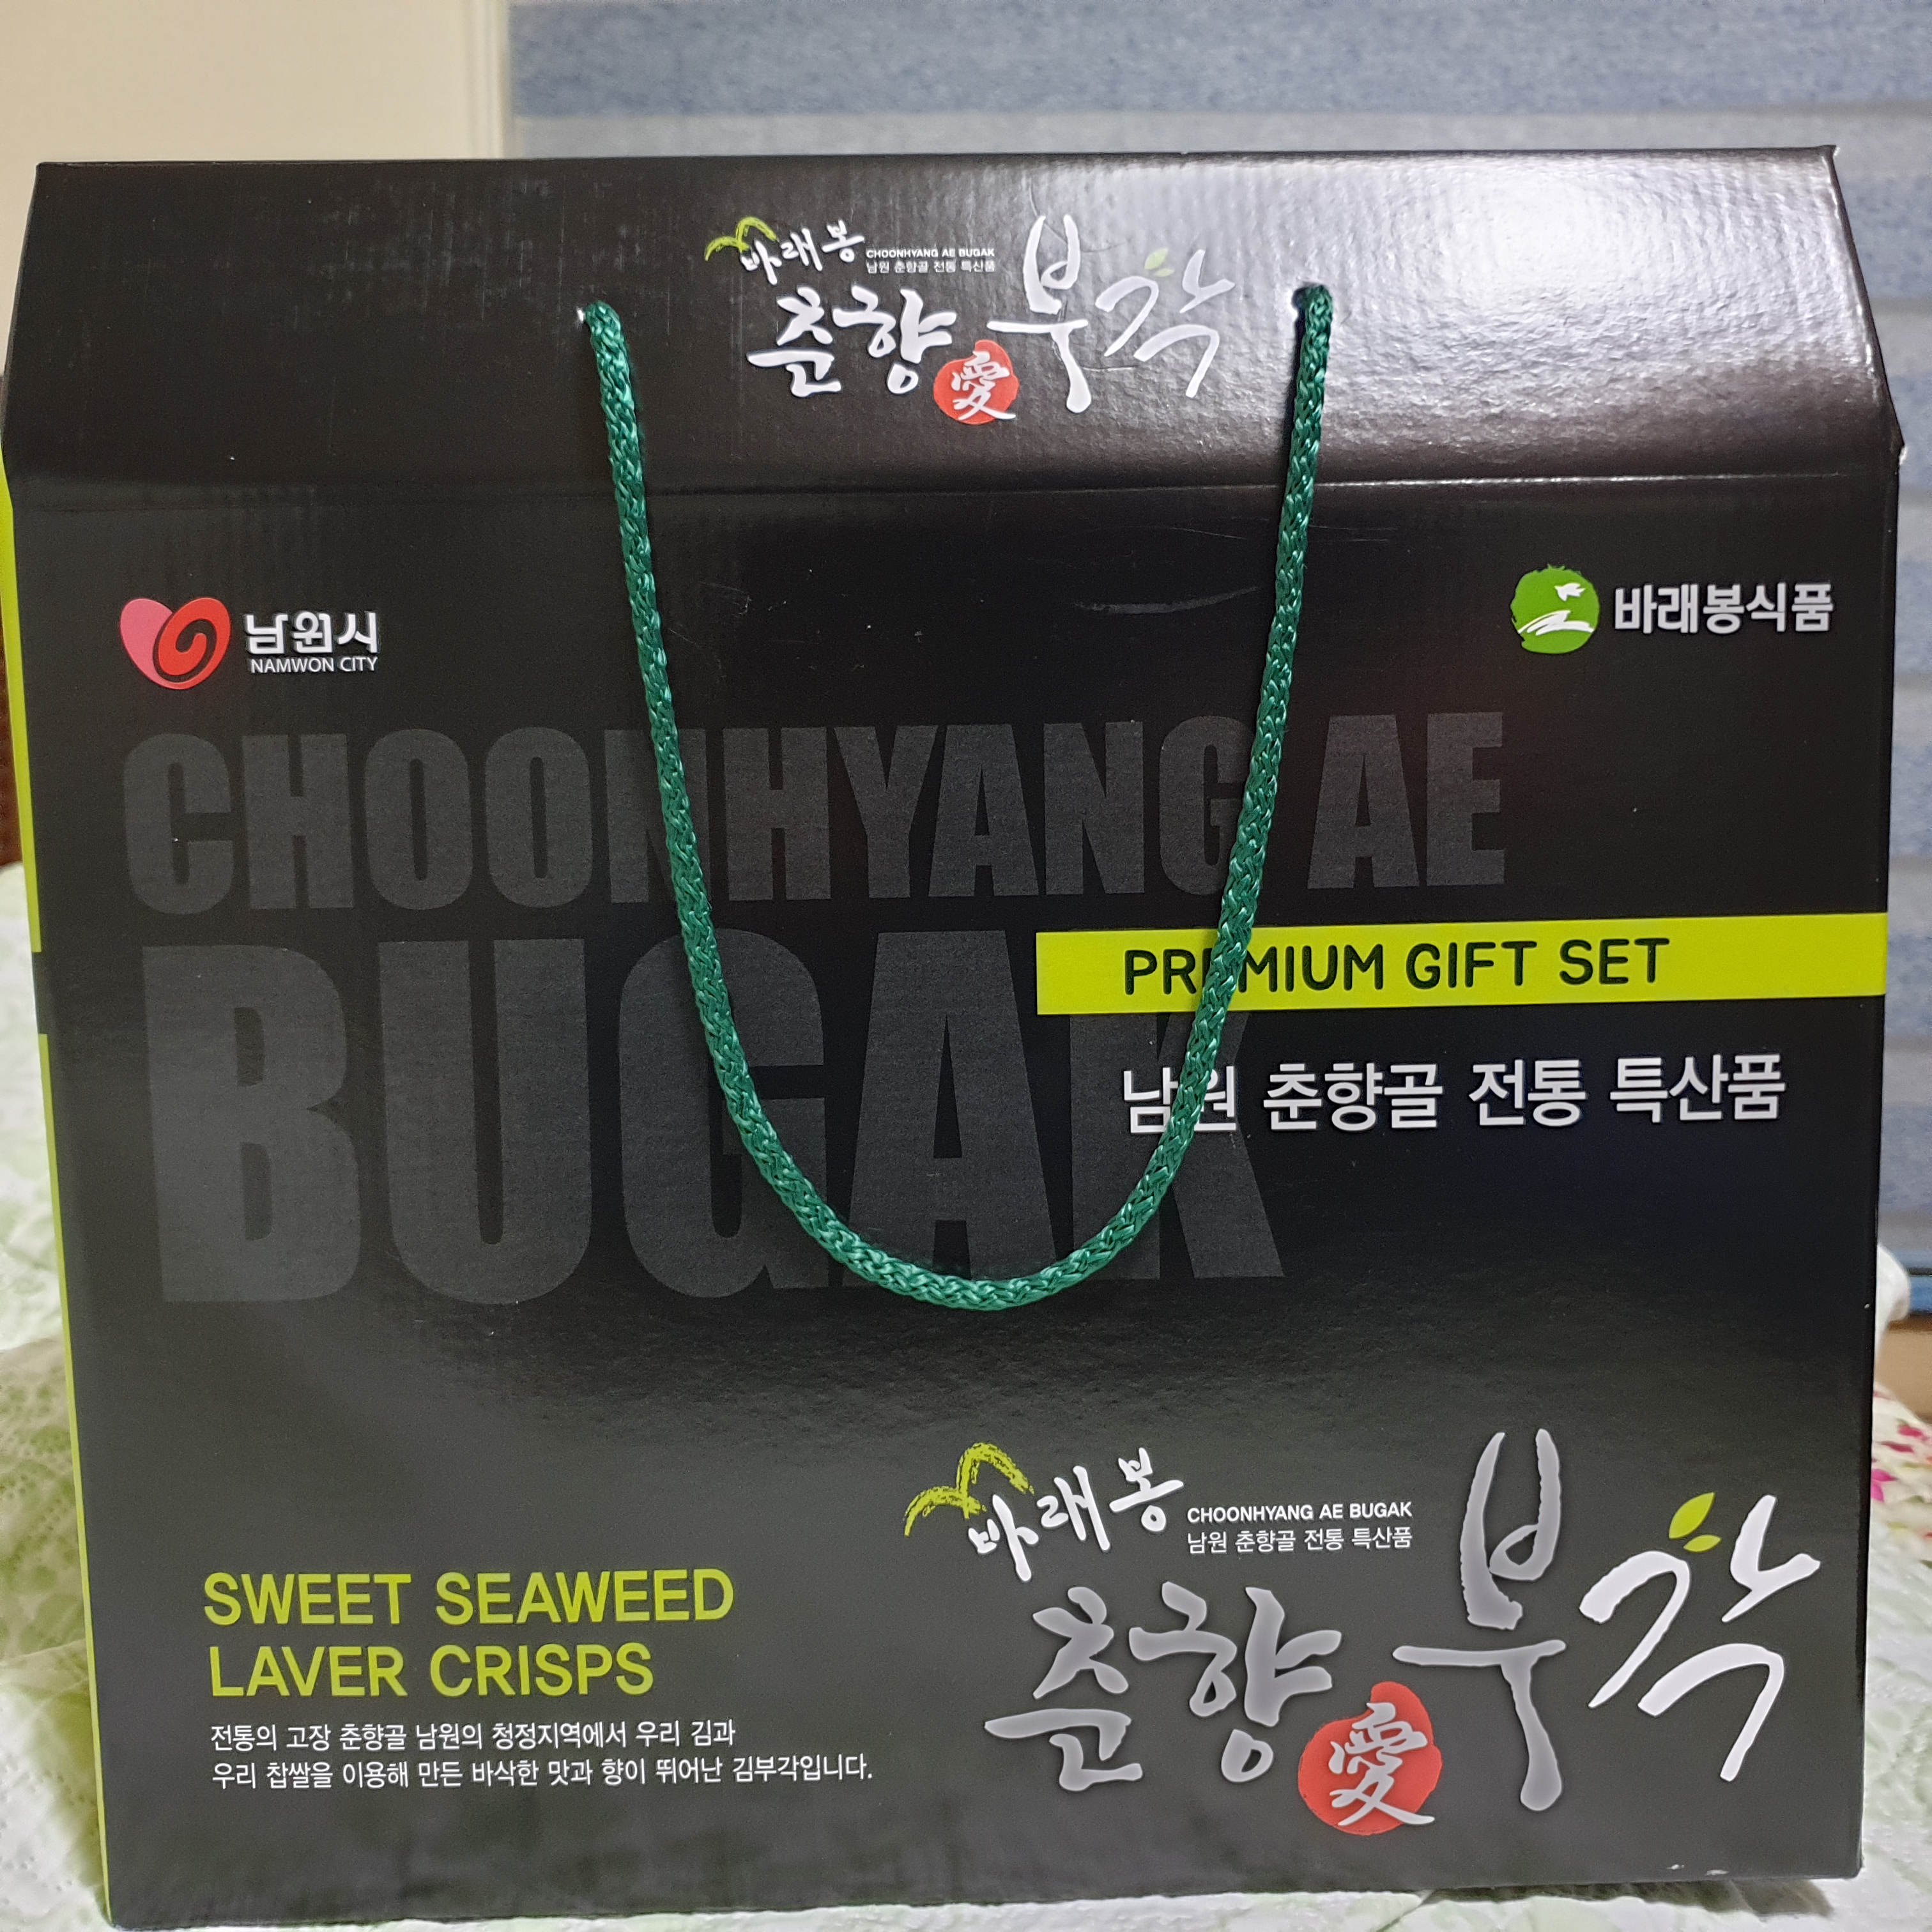 바래봉
CHOONHYANG AE BUGAK
남원 춘향골 전통 특산품
춘향愛부각
남원시
NAMWON CITY
바래봉식품
CHOONHYANG AE
BUGAK
PREMIUM GIFT SET
남원 춘향골 전통 특산품
바래봉
CHOONHYANG AE BUGAK
남원 춘향골 전통 특산품
춘향愛부각
SWEET SEAWEED
LAVER CRISPS
전통의 고장 춘향골 남원의 청정지역에서 우리 김과
우리 찹쌀을 이용해 만든 바삭한 맛과 향이 뛰어난 김부각입니다.